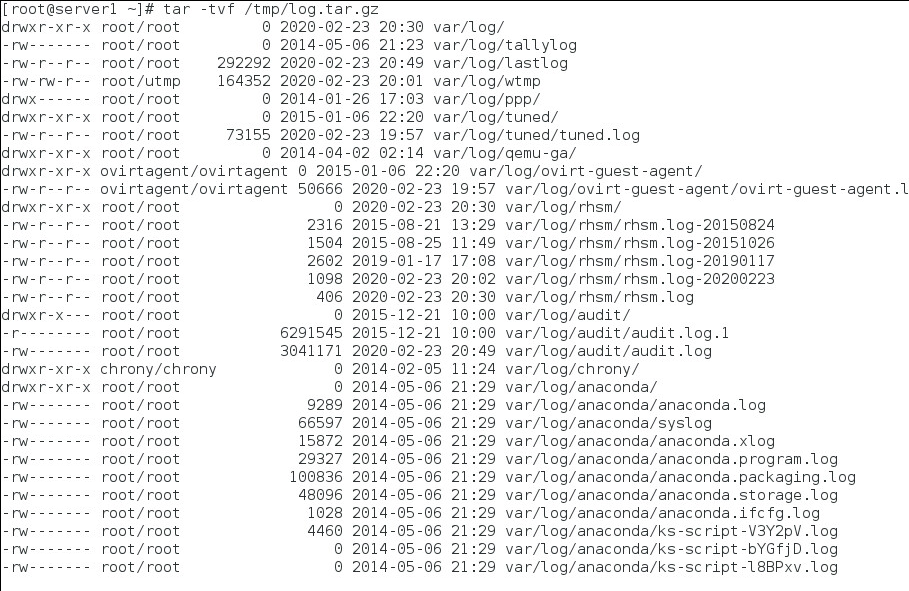 [root@server1 ~]# tar -tvf /tmp/log.tar.gz
drwxr-xr-x root/root         0 2020-02-23 20:30 var/log/
-rw------- root/root         0 2014-05-06 21:23 var/log/tallylog
-rw-r--r-- root/root    292292 2020-02-23 20:49 var/log/lastlog
-rw-rw-r-- root/utmp    164352 2020-02-23 20:01 var/log/wtmp
drwx------ root/root         0 2014-01-26 17:03 var/log/ppp/
drwxr-xr-x root/root         0 2015-01-06 22:20 var/log/tuned/
-rw-r--r-- root/root     73155 2020-02-23 19:57 var/log/tuned/tuned.log
drwxr-xr-x root/root         0 2014-04-02 02:14 var/log/qemu-ga/
drwxr-xr-x ovirtagent/ovirtagent 0 2015-01-06 22:20 var/log/ovirt-guest-agent/
-rw-r--r-- ovirtagent/ovirtagent 50666 2020-02-23 19:57 var/log/ovirt-guest-agent/ovirt-guest-agent.l
drwxr-xr-x root/root                 0 2020-02-23 20:30 var/log/rhsm/
-rw-r--r-- root/root              2316 2015-08-21 13:29 var/log/rhsm/rhsm.log-20150824
-rw-r--r-- root/root              1504 2015-08-25 11:49 var/log/rhsm/rhsm.log-20151026
-rw-r--r-- root/root              2602 2019-01-17 17:08 var/log/rhsm/rhsm.log-20190117
-rw-r--r-- root/root              1098 2020-02-23 20:02 var/log/rhsm/rhsm.log-20200223
-rw-r--r-- root/root               406 2020-02-23 20:30 var/log/rhsm/rhsm.log
drwxr-x--- root/root                 0 2015-12-21 10:00 var/log/audit/
-r-------- root/root           6291545 2015-12-21 10:00 var/log/audit/audit.log.1
-rw------- root/root           3041171 2020-02-23 20:49 var/log/audit/audit.log
drwxr-xr-x chrony/chrony             0 2014-02-05 11:24 var/log/chrony/
drwxr-xr-x root/root                 0 2014-05-06 21:29 var/log/anaconda/
-rw------- root/root              9289 2014-05-06 21:29 var/log/anaconda/anaconda.log
-rw------- root/root             66597 2014-05-06 21:29 var/log/anaconda/syslog
-rw------- root/root             15872 2014-05-06 21:29 var/log/anaconda/anaconda.xlog
-rw------- root/root             29327 2014-05-06 21:29 var/log/anaconda/anaconda.program.log
-rw------- root/root            100836 2014-05-06 21:29 var/log/anaconda/anaconda.packaging.log
-rw------- root/root             48096 2014-05-06 21:29 var/log/anaconda/anaconda.storage.log
-rw------- root/root              1028 2014-05-06 21:29 var/log/anaconda/anaconda.ifcfg.log
-rw------- root/root              4460 2014-05-06 21:29 var/log/anaconda/ks-script-V3Y2pV.log
-rw------- root/root                 0 2014-05-06 21:29 var/log/anaconda/ks-script-bYGfjD.log
-rw------- root/root                 0 2014-05-06 21:29 var/log/anaconda/ks-script-l8BPxv.log